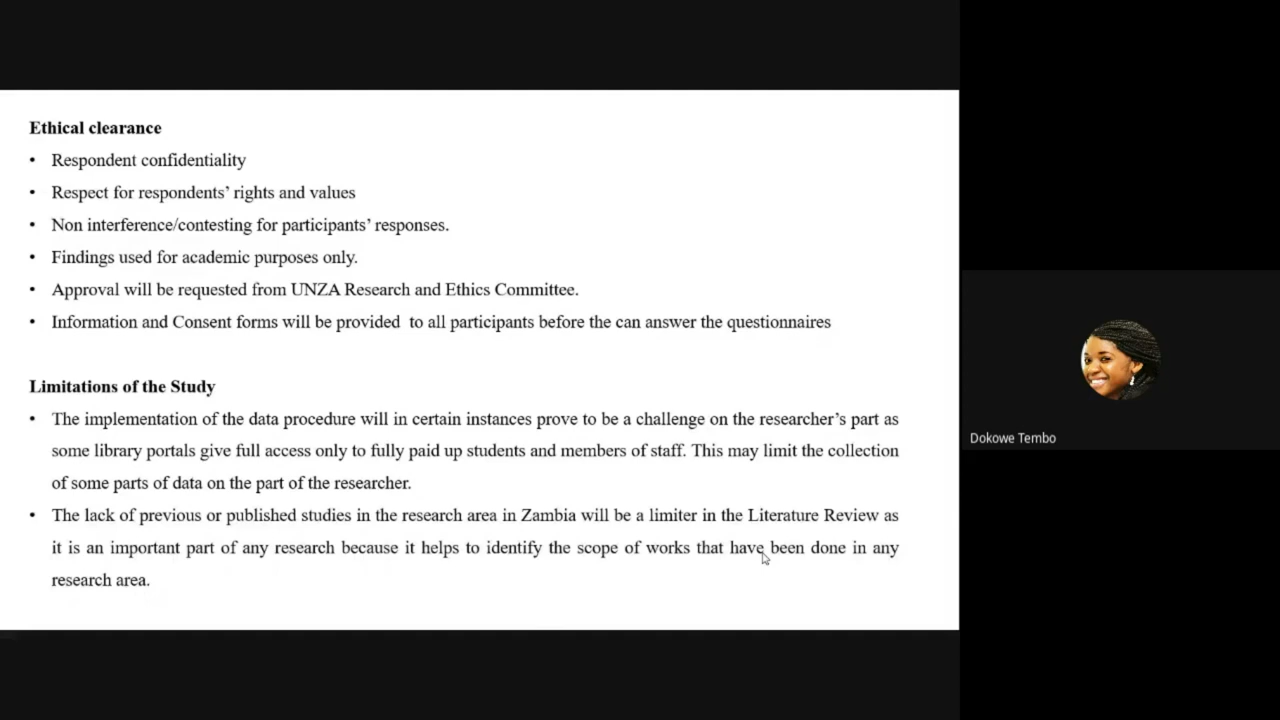 Ethical clearance
• Respondent confidentiality
• Respect for respondents’ rights and values
• Non interference/contesting for participants’ responses.
• Findings used for academic purposes only.
• Approval will be requested from UNZA Research and Ethics Committee.
• Information and Consent forms will be provided  to all participants before the can answer the questionnaires
Limitations of the Study
• The implementation of the data procedure will in certain instances prove to be a challenge on the researcher’s part as
some library portals give full access only to fully paid up students and members of staff. This may limit the collection
of some parts of data on the part of the researcher.
• The lack of previous or published studies in the research area in Zambia will be a limiter in the Literature Review as
it is an important part of any research because it helps to identify the scope of works that have been done in any
research area.
Dokowe Tembo